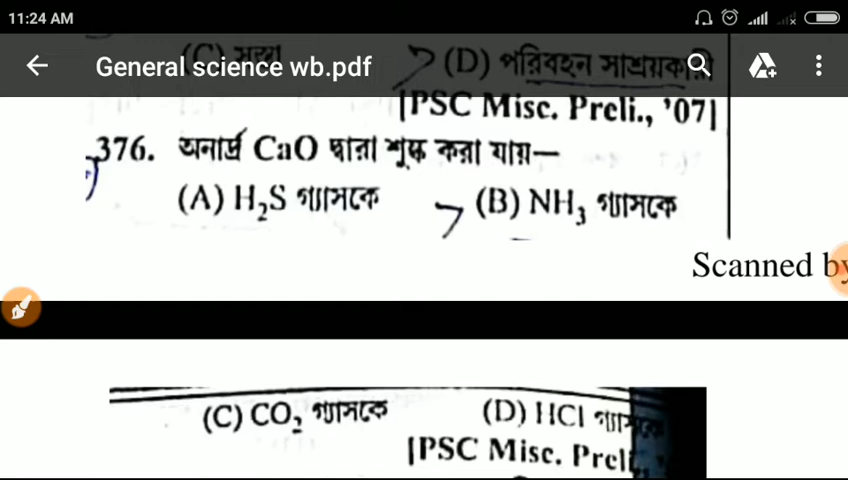 11:24 AM
(C) সস্তা (D) পরিবহন সাশ্রয়কারী
General science wb.pdf
[PSC Misc. Preli., '07]
376. অনার্দ্র CaO দ্বারা শুষ্ক করা যায়—
(A) H₂S গ্যাসকে (B) NH₃ গ্যাসকে
Scanned by
(C) CO₂ গ্যাসকে (D) HCl গ্যাসকে
[PSC Misc. Preli.,